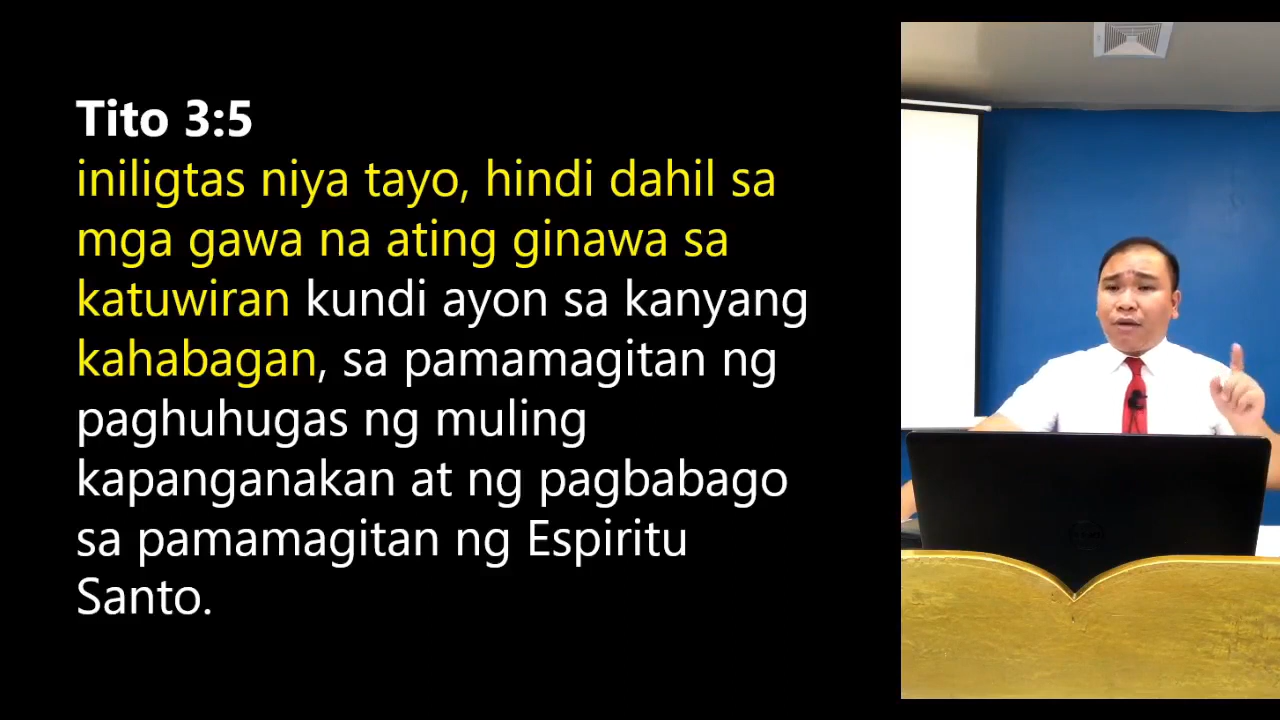 Tito 3:5
iniligtas niya tayo, hindi dahil sa
mga gawa na ating ginawa sa
katuwiran kundi ayon sa kanyang
kahabagan, sa pamamagitan ng
paghuhugas ng muling
kapanganakan at ng pagbabago
sa pamamagitan ng Espiritu
Santo.